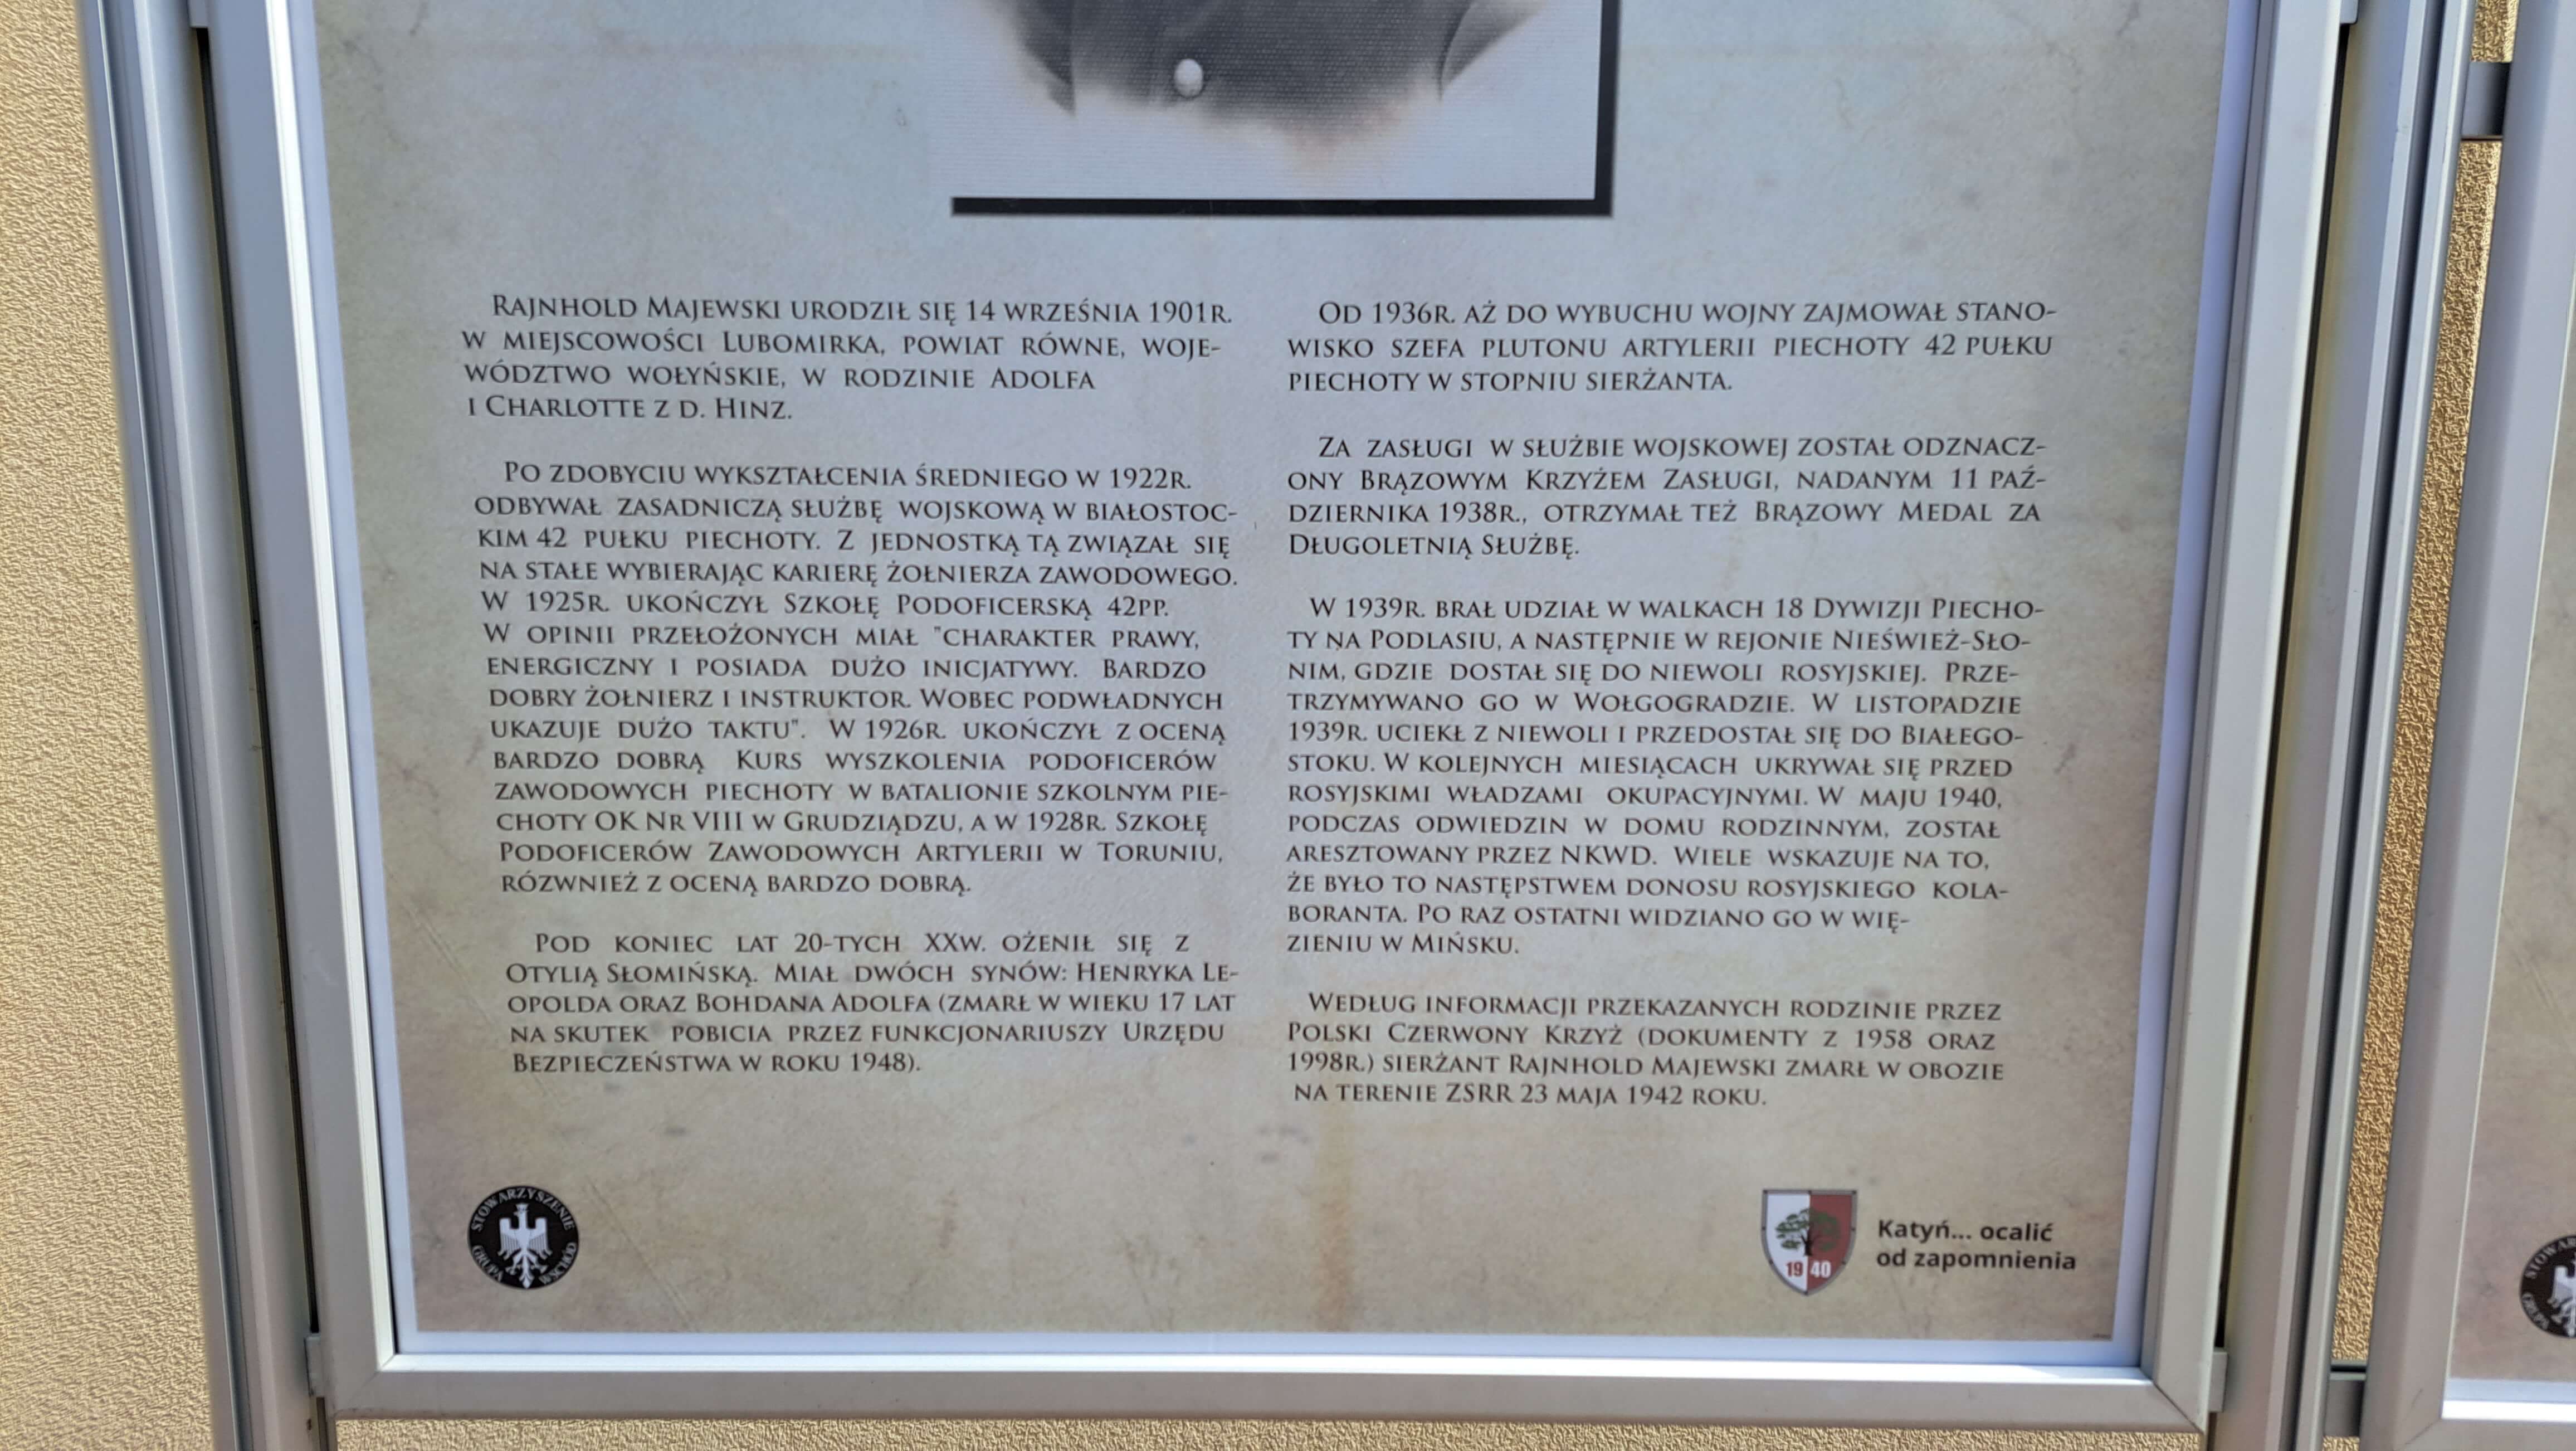 Rajnhold Majewski urodził się 14 września 1901r.
w miejscowości Lubomirka, powiat Równe, woje-
wództwo wołyńskie, w rodzinie Adolfa
i Charlotte z d. Hinz.
Po zdobyciu wykształcenia średniego w 1922r.
odbywał zasadniczą służbę wojskową w białostoc-
kim 42 pułku piechoty. Z jednostką tą związał się
na stałe wybierając karierę żołnierza zawodowego.
W 1925r. ukończył Szkołę Podoficerską 42pp.
W opinii przełożonych miał "charakter prawy,
energiczny i posiada dużo inicjatywy. Bardzo
dobry żołnierz i instruktor. Wobec podwładnych
ukazuje dużo taktu". W 1926r. ukończył z oceną
bardzo dobrą Kurs wyszkolenia podoficerów
zawodowych piechoty w batalionie szkolnym pie-
choty OK Nr VIII w Grudziądzu, a w 1928r. Szkołę
Podoficerów Zawodowych Artylerii w Toruniu,
rózwnież z oceną bardzo dobrą.
Pod koniec lat 20-tych XXw. ożenił się z
Otylią Słomińską. Miał dwóch synów: Henryka Le-
opolda oraz Bohdana Adolfa (zmarł w wieku 17 lat
na skutek pobicia przez funkcjonariuszy Urzędu
Bezpieczeństwa w roku 1948).
Od 1936r. aż do wybuchu wojny zajmował stano-
wisko szefa plutonu artylerii piechoty 42 pułku
piechoty w stopniu sierżanta.
Za zasługi w służbie wojskowej został odznacz-
ony Brązowym Krzyżem Zasługi, nadanym 11 paź-
dziernika 1938r., otrzymał też Brązowy Medal za
Długoletnią Służbę.
W 1939r. brał udział w walkach 18 Dywizji Piecho-
ty na Podlasiu, a następnie w rejonie Nieśwież-Sło-
nim, gdzie dostał się do niewoli rosyjskiej. Prze-
trzymywano go w Wołgogradzie. W listopadzie
1939r. uciekł z niewoli i przedostał się do Białego-
stoku. W kolejnych miesiącach ukrywał się przed
rosyjskimi władzami okupacyjnymi. W maju 1940,
podczas odwiedzin w domu rodzinnym, został
aresztowany przez NKWD. Wiele wskazuje na to,
że było to następstwem donosu rosyjskiego kola-
boranta. Po raz ostatni widziano go w wię-
zieniu w Mińsku.
Według informacji przekazanych rodzinie przez
Polski Czerwony Krzyż (dokumenty z 1958 oraz
1998r.) sierżant Rajnhold Majewski zmarł w obozie
na terenie ZSRR 23 maja 1942 roku.
STOWARZYSZENIE
GRUPA WSCHÓD
19 40
Katyń... ocalić
od zapomnienia